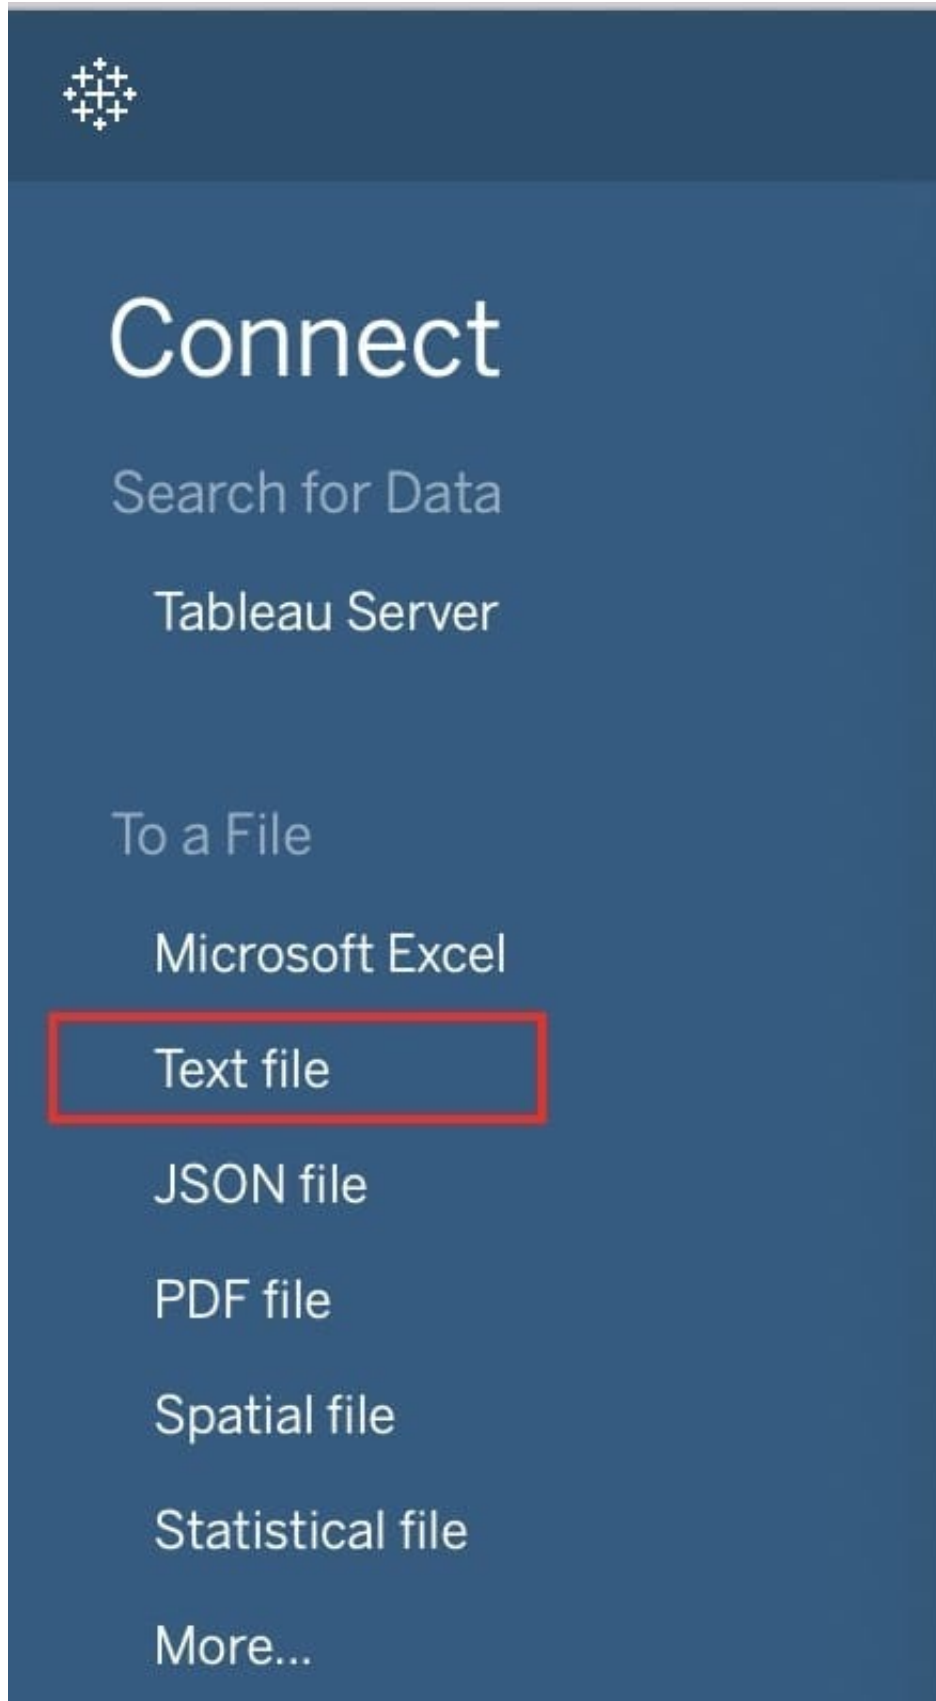 Connect
Search for Data
Tableau Server
To a File
Microsoft Excel
Text file
JSON file
PDF file
Spatial file
Statistical file
More...